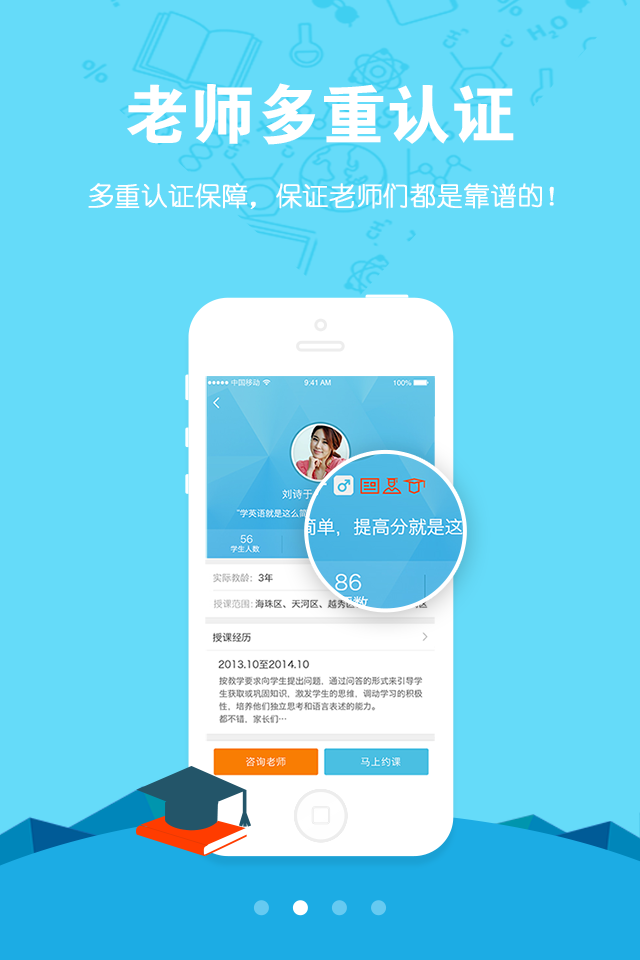 H₂O
%
老师多重认证
多重认证保障，保证老师们都是靠谱的！
中国移动
9:41 AM
100%
刘诗于
“学英语就是这么简
简单，提高分就是这
56
学生人数
86
实际教龄：3年
授课范围：海珠区、天河区、越秀区
授课经历
2013.10至2014.10
按教学要求向学生提出问题，通过问答的形式来引导学
生获取或巩固知识，激发学生的思维，调动学习的积极
性，培养他们独立思考和语言表述的能力。
都不错，家长们…
咨询老师
马上约课